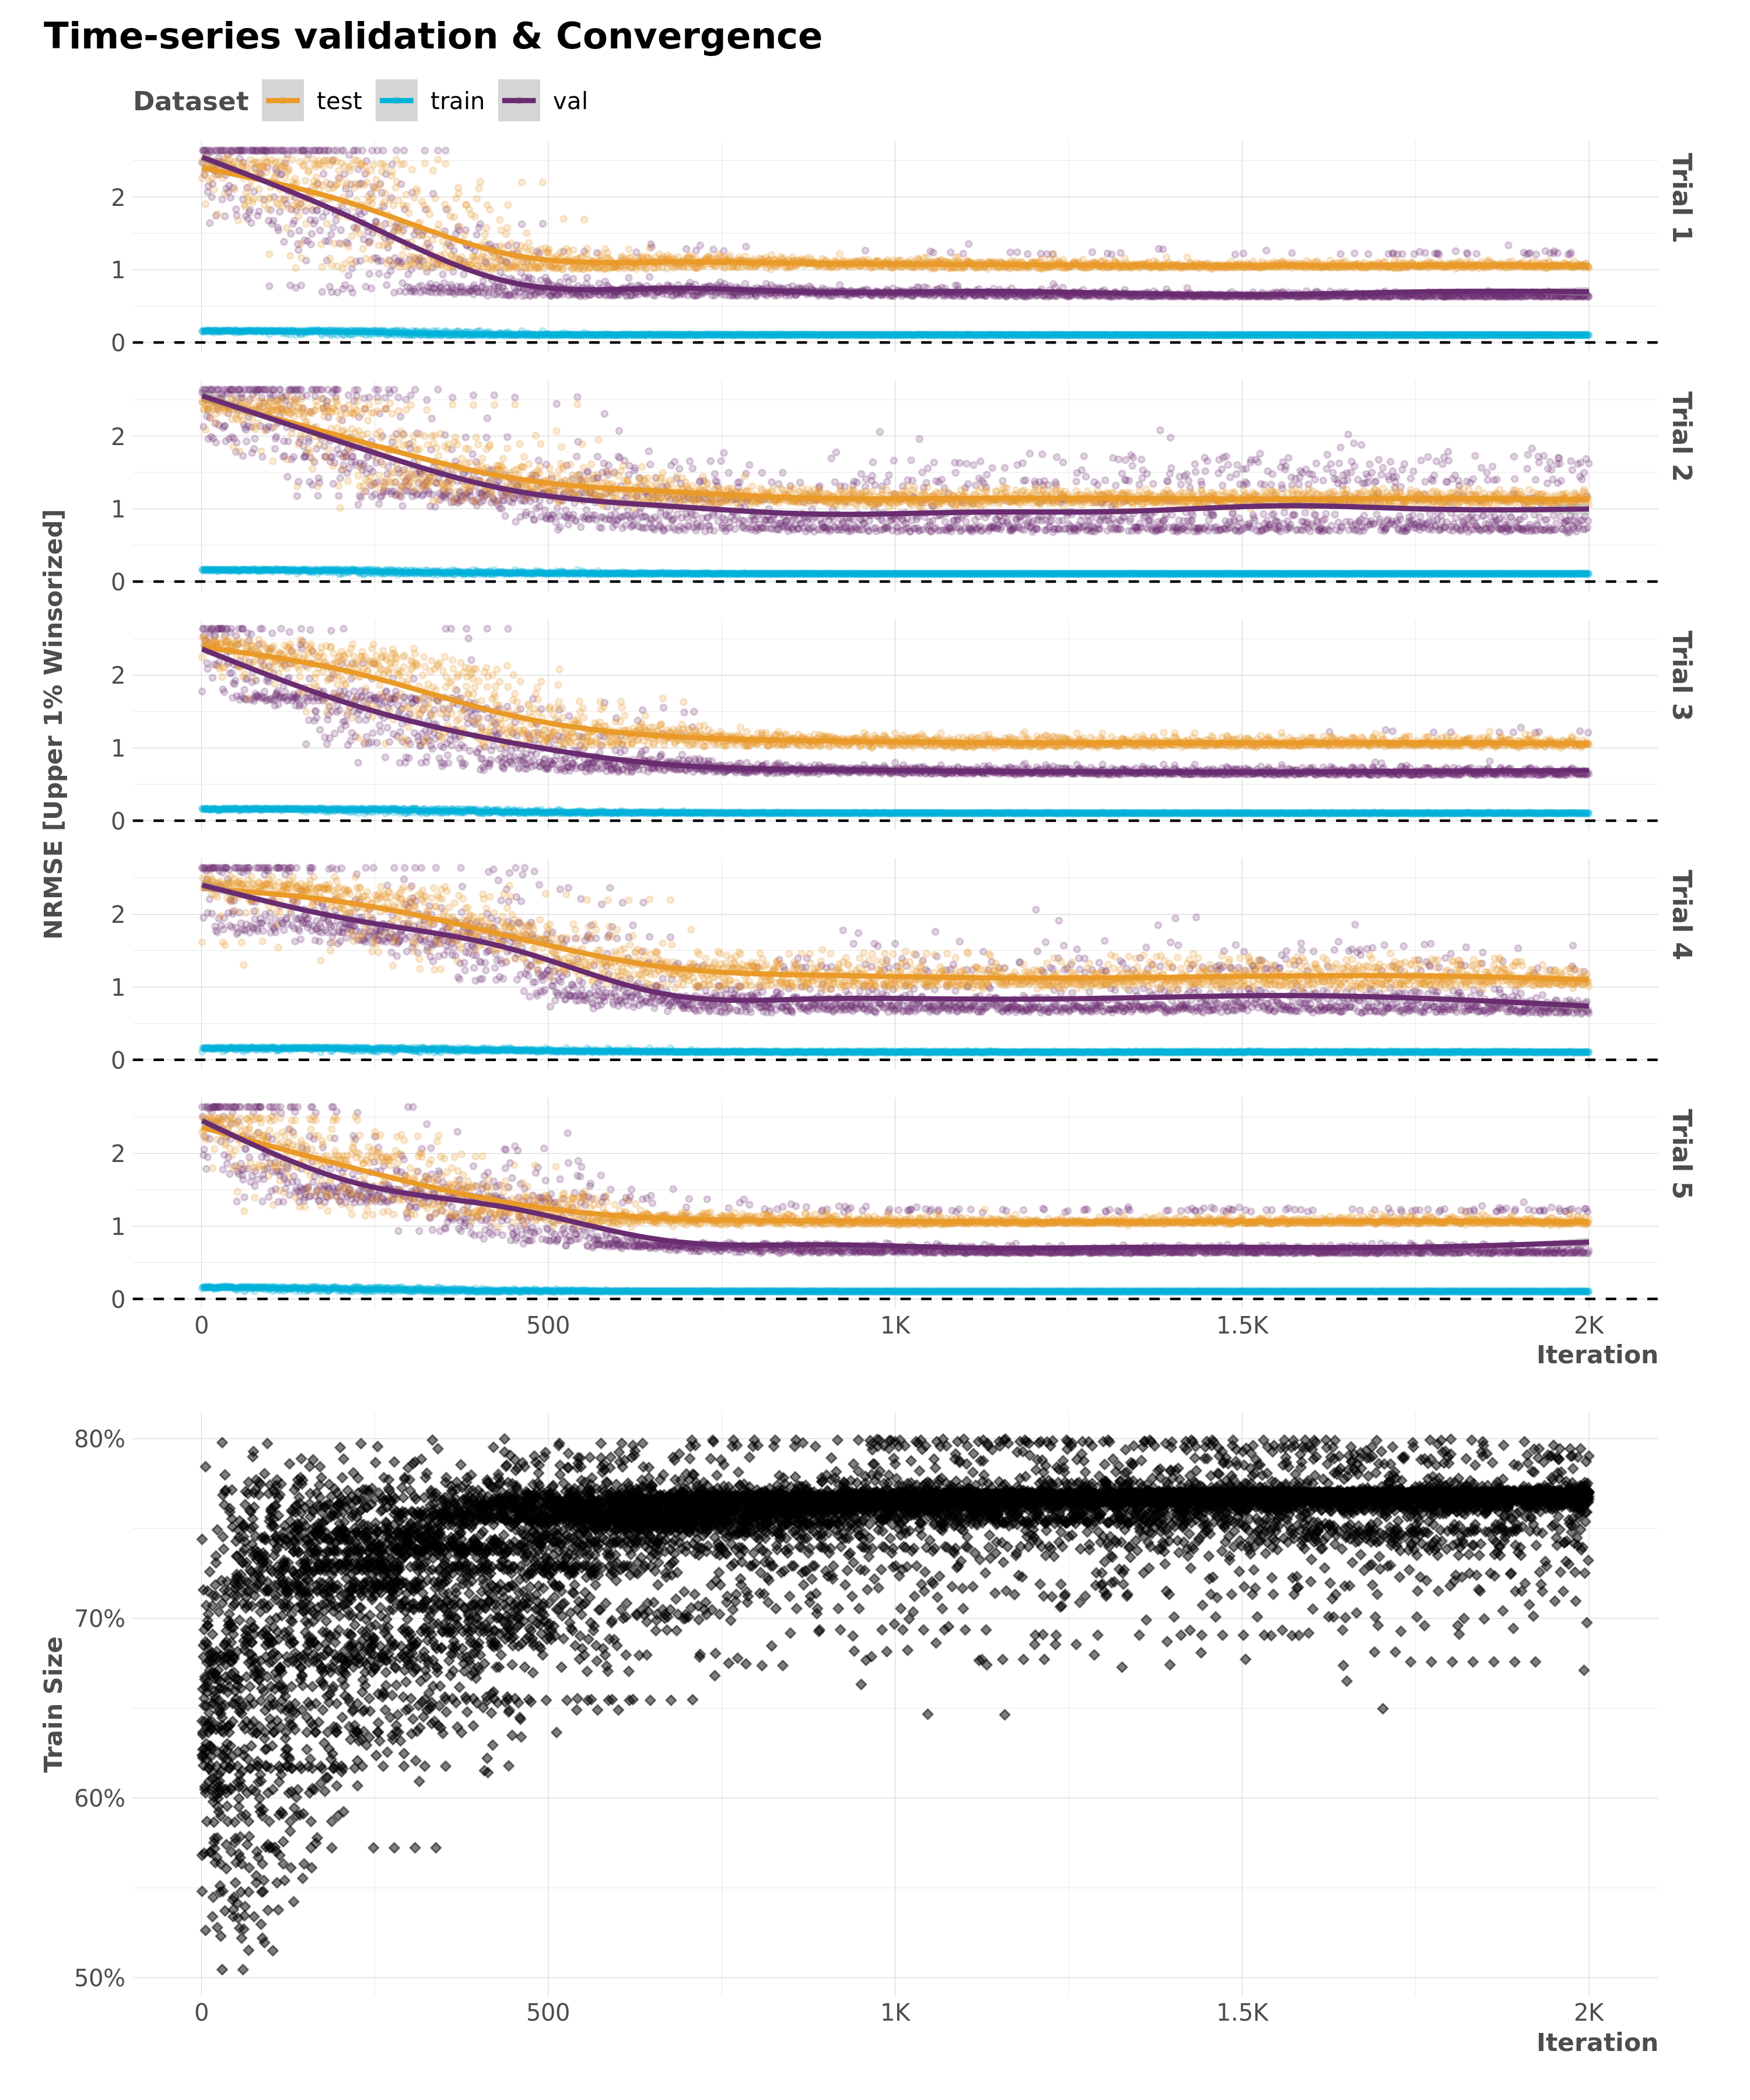 Time-series validation & Convergence
Dataset test train val
NRMSE [Upper 1% Winsorized]
2
1
0
Trial 1
2
1
0
Trial 2
2
1
0
Trial 3
2
1
0
Trial 4
2
1
0
Trial 5
0 500 1K 1.5K 2K
Iteration
Train Size
80%
70%
60%
50%
0 500 1K 1.5K 2K
Iteration